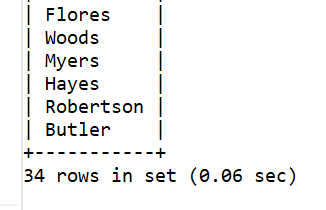 | Flores    |
| Woods     |
| Myers     |
| Hayes     |
| Robertson |
| Butler    |
+-----------+
34 rows in set (0.06 sec)